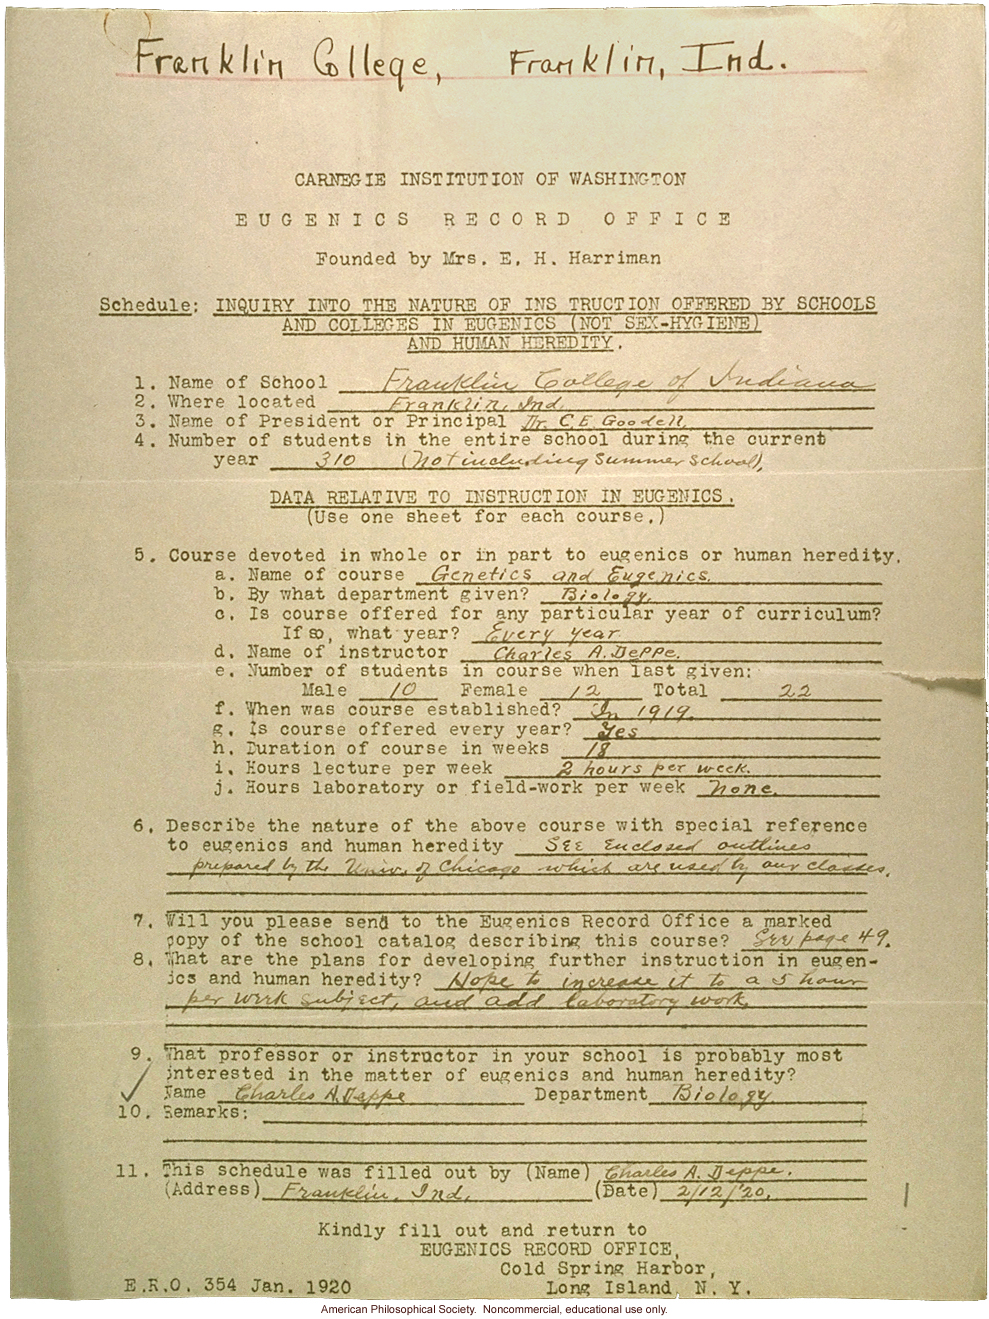 Franklin College, Franklin, Ind.
CARNEGIE INSTITUTION OF WASHINGTON
EUGENICS RECORD OFFICE
Founded by Mrs. E. H. Harriman
Schedule: INQUIRY INTO THE NATURE OF INS TRUCTION OFFERED BY SCHOOLS
AND COLLEGES IN EUGENICS (NOT SEX-HYGIENE)
AND HUMAN HEREDITY.
1. Name of School Franklin College of Indiana
2. Where located Franklin, Ind.
3. Name of President or Principal Dr. C. E. Goodell.
4. Number of students in the entire school during the current
year 310 (Not including Summer School),
DATA RELATIVE TO INSTRUCTION IN EUGENICS.
(Use one sheet for each course.)
5. Course devoted in whole or in part to eugenics or human heredity.
a. Name of course Genetics and Eugenics.
b. By what department given? Biology.
c. Is course offered for any particular year of curriculum?
If so, what year? Every year
d. Name of instructor Charles A. Deppe.
e. Number of students in course when last given:
Male 10 Female 12 Total 22
f. When was course established? In 1919.
g. Is course offered every year? Yes
h. Duration of course in weeks 18
i. Hours lecture per week 2 hours per week.
j. Hours laboratory or field-work per week None.
6. Describe the nature of the above course with special reference
to eugenics and human heredity See Enclosed outlines
prepared by the Univ. of Chicago which are used by our classes.
7. Will you please send to the Eugenics Record Office a marked
copy of the school catalog describing this course? See page 49.
8. What are the plans for developing further instruction in eugen-
ics and human heredity? Hope to increase it to a 5 hour
per week subject, and add laboratory work.
9. What professor or instructor in your school is probably most
interested in the matter of eugenics and human heredity?
Name Charles A. Deppe Department Biology
10. Remarks:
11. This schedule was filled out by (Name) Charles A. Deppe.
(Address) Franklin, Ind. (Date) 2/12/'20.
Kindly fill out and return to
EUGENICS RECORD OFFICE,
Cold Spring Harbor,
E.R.O. 354 Jan. 1920 Long Island, N. Y.
American Philosophical Society. Noncommercial, educational use only.